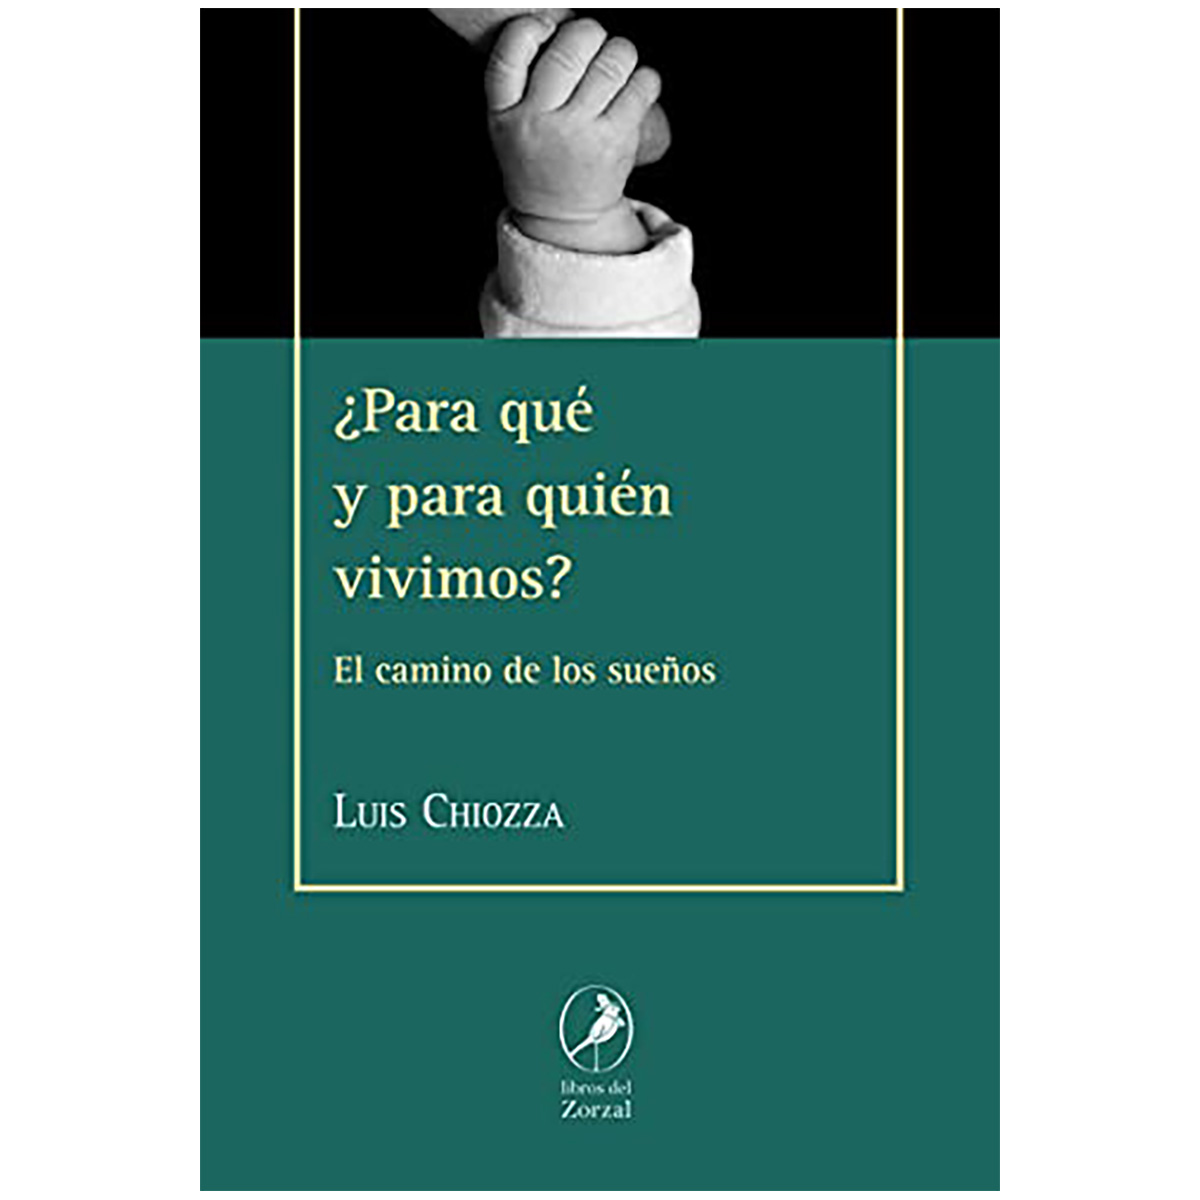 ¿Para qué
y para quién
vivimos?
El camino de los sueños
Luis Chiozza
libros del
Zorzal